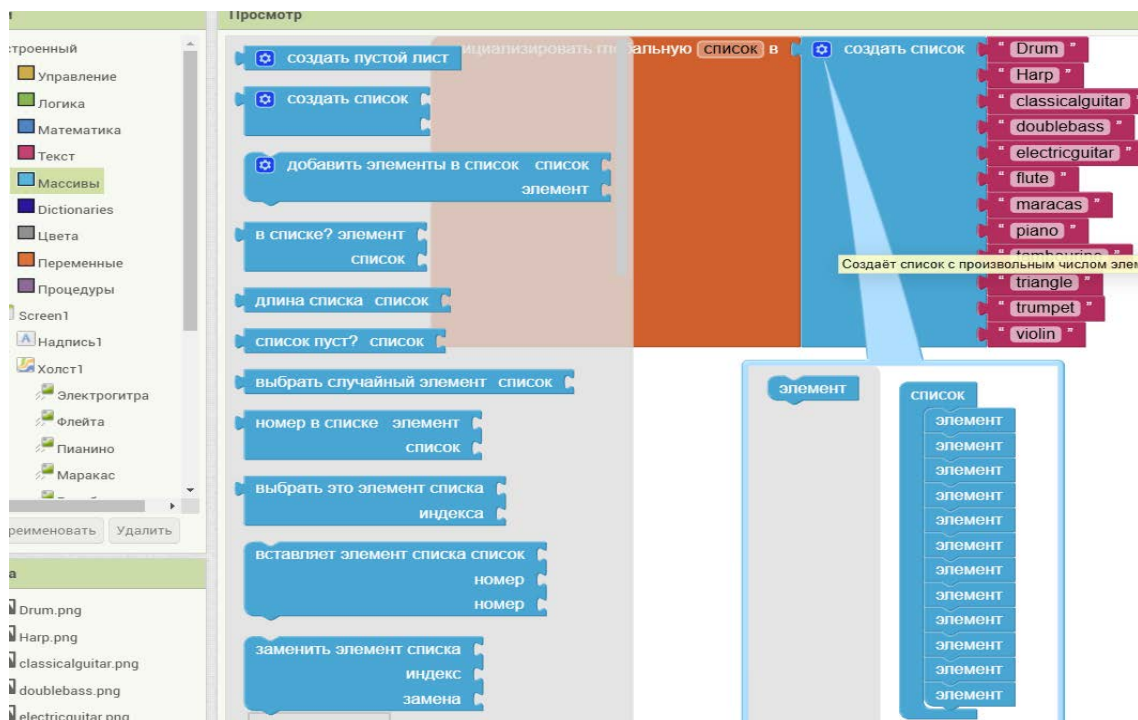 Просмотр
троенный
Управление
Логика
Математика
Текст
Массивы
Dictionaries
Цвета
Переменные
Процедуры
Screen1
Надпись1
Холст1
Электрогитра
Флейта
Пианино
Маракас
реименовать Удалить
а
Drum.png
Harp.png
classicalguitar.png
doublebass.png
electricguitar.png
создать пустой лист
создать список
добавить элементы в список список
элемент
в списке? элемент
список
длина списка список
список пуст? список
выбрать случайный элемент список
номер в списке элемент
список
выбрать это элемент списка
индекса
вставляет элемент списка список
номер
номер
заменить элемент списка
индекс
замена
циализировать глобальную список в
создать список
" Drum "
" Harp "
" classicalguitar "
" doublebass "
" electricguitar "
" flute "
" maracas "
" piano "
" tambourine "
Создаёт список с произвольным числом элем
" triangle "
" trumpet "
" violin "
элемент
список
элемент
элемент
элемент
элемент
элемент
элемент
элемент
элемент
элемент
элемент
элемент
элемент